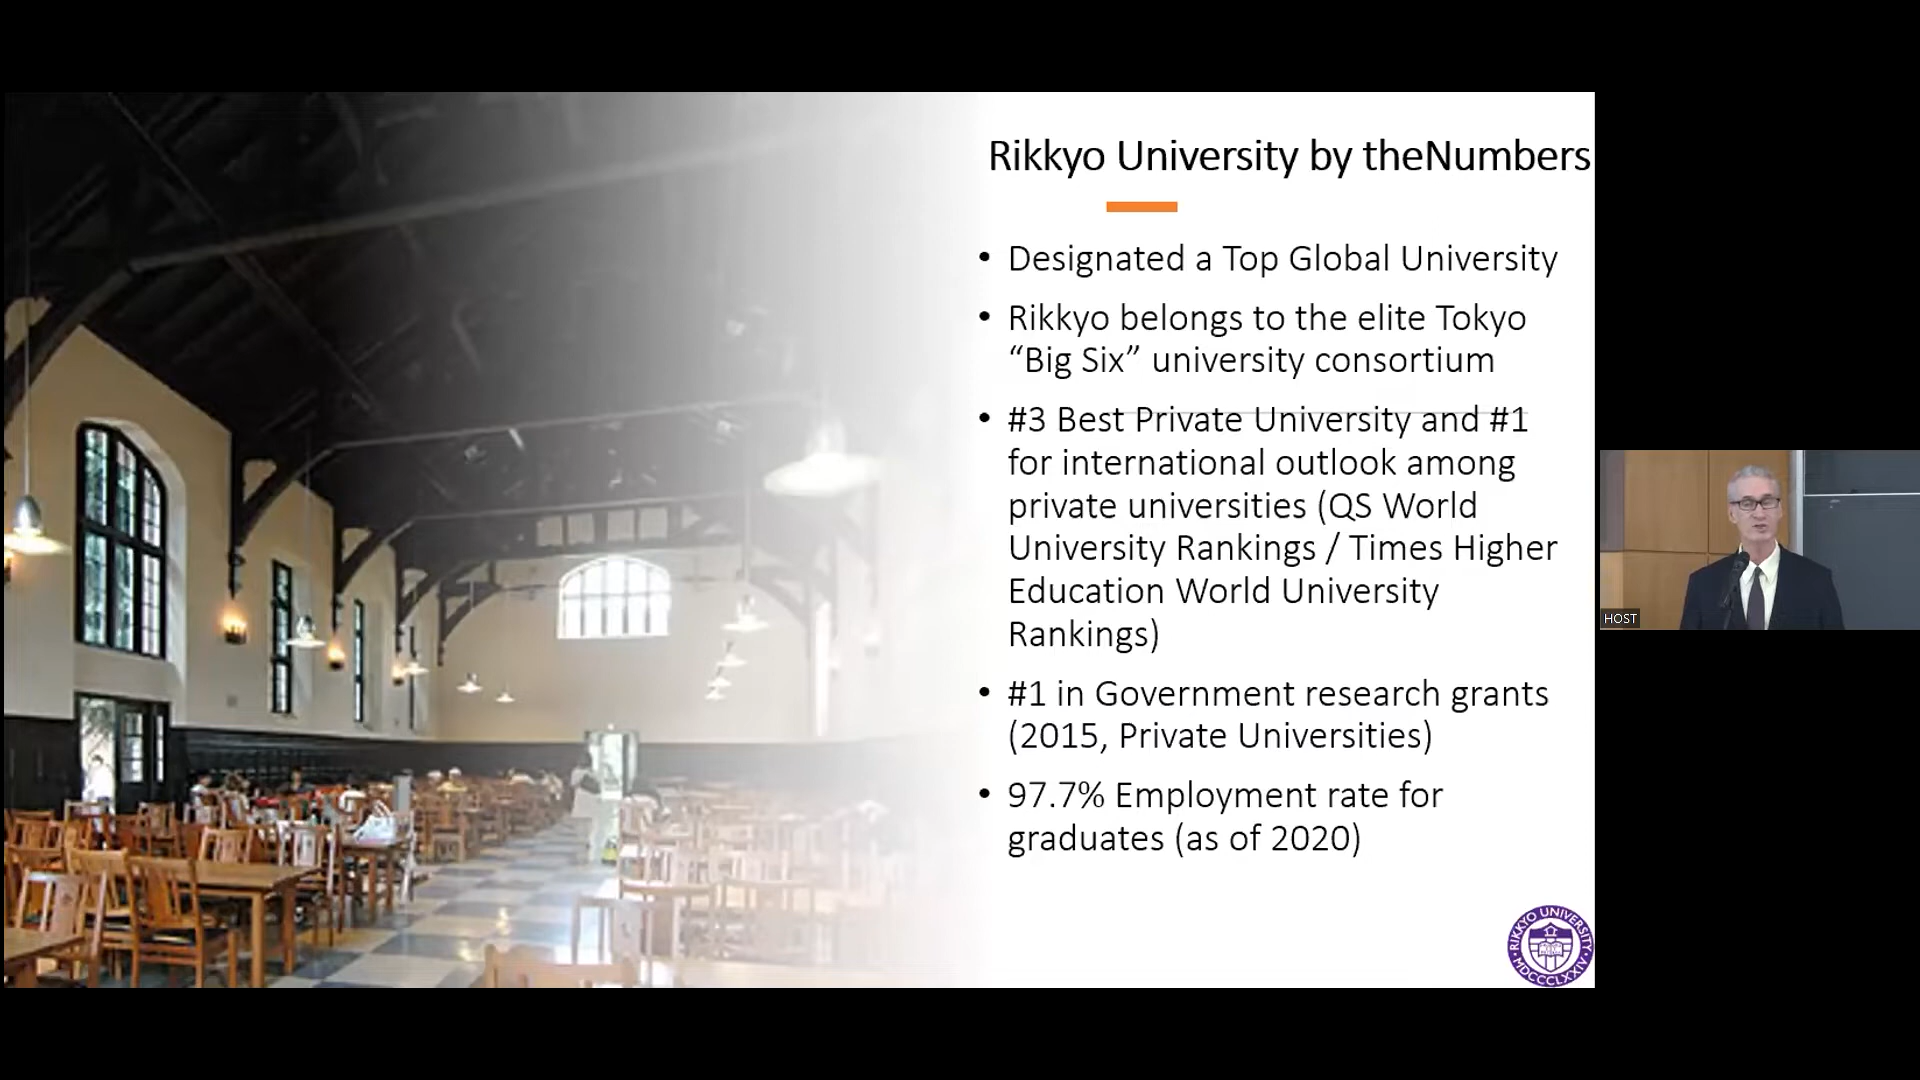 Rikkyo University by theNumbers
• Designated a Top Global University
• Rikkyo belongs to the elite Tokyo
“Big Six” university consortium
• #3 Best Private University and #1
for international outlook among
private universities (QS World
University Rankings / Times Higher
Education World University
Rankings)
• #1 in Government research grants
(2015, Private Universities)
• 97.7% Employment rate for
graduates (as of 2020)
HOST
RIKKYO UNIVERSITY
MDCCCLXXIV